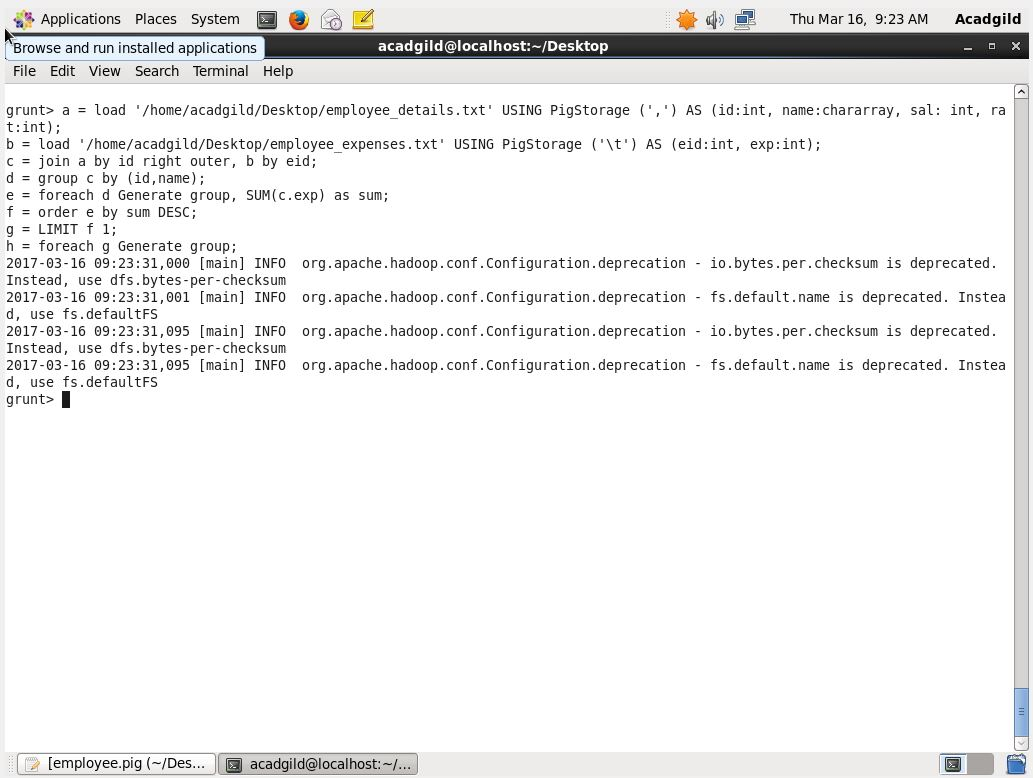 Applications Places System Thu Mar 16, 9:23 AM Acadgild
Browse and run installed applications
acadgild@localhost:~/Desktop
File Edit View Search Terminal Help
grunt> a = load '/home/acadgild/Desktop/employee_details.txt' USING PigStorage (',') AS (id:int, name:chararray, sal: int, ra
t:int);
b = load '/home/acadgild/Desktop/employee_expenses.txt' USING PigStorage ('\t') AS (eid:int, exp:int);
c = join a by id right outer, b by eid;
d = group c by (id,name);
e = foreach d Generate group, SUM(c.exp) as sum;
f = order e by sum DESC;
g = LIMIT f 1;
h = foreach g Generate group;
2017-03-16 09:23:31,000 [main] INFO  org.apache.hadoop.conf.Configuration.deprecation - io.bytes.per.checksum is deprecated.
Instead, use dfs.bytes-per-checksum
2017-03-16 09:23:31,001 [main] INFO  org.apache.hadoop.conf.Configuration.deprecation - fs.default.name is deprecated. Instea
d, use fs.defaultFS
2017-03-16 09:23:31,095 [main] INFO  org.apache.hadoop.conf.Configuration.deprecation - io.bytes.per.checksum is deprecated.
Instead, use dfs.bytes-per-checksum
2017-03-16 09:23:31,095 [main] INFO  org.apache.hadoop.conf.Configuration.deprecation - fs.default.name is deprecated. Instea
d, use fs.defaultFS
grunt>
[employee.pig (~/Des... acadgild@localhost:~/...